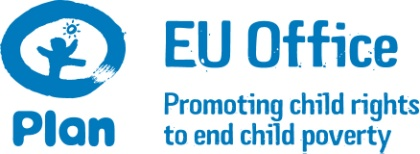 Plan
EU Office
Promoting child rights
to end child poverty